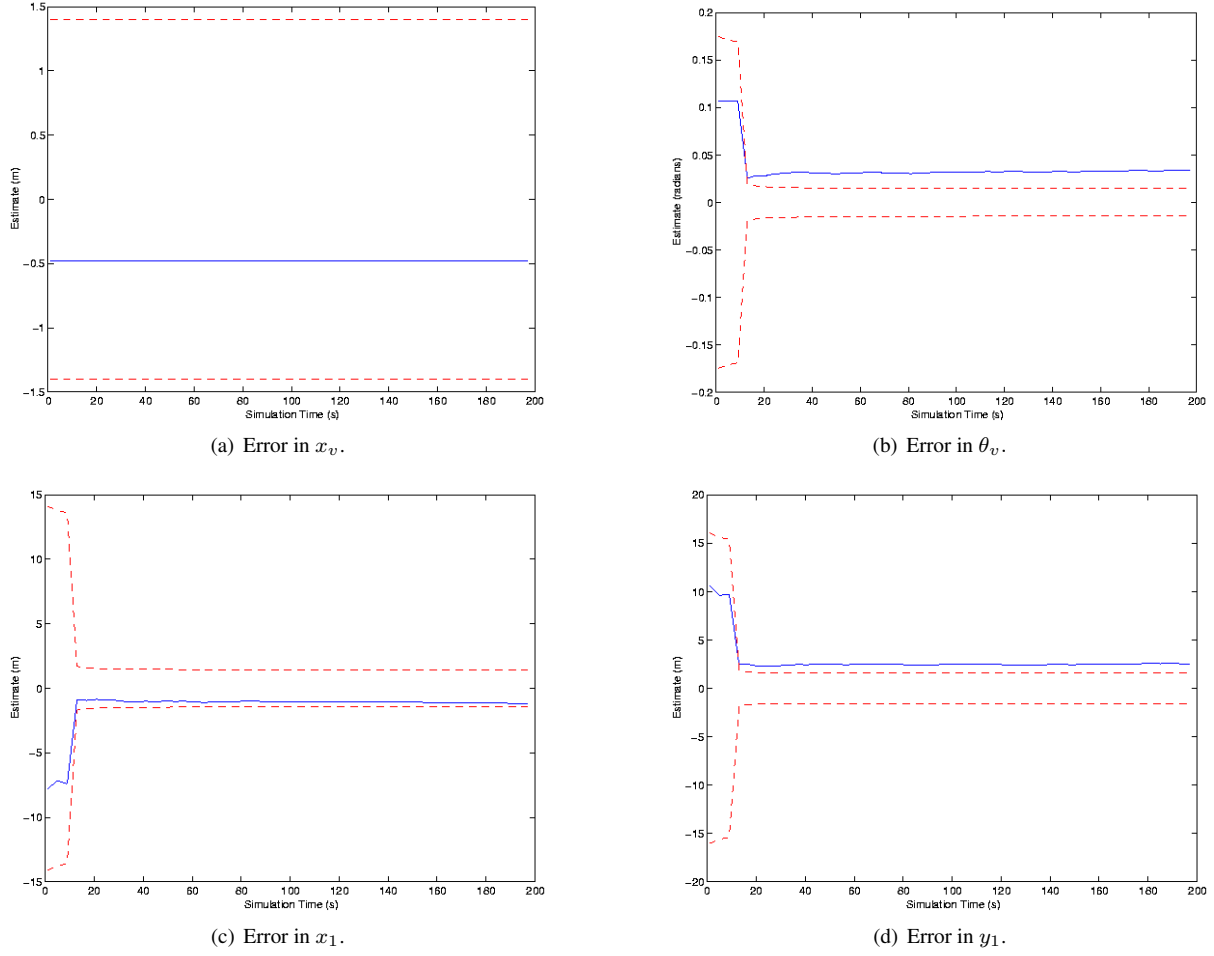 1.5
1
0.5
0
−0.5
−1
−1.5
Estimate (m)
0 20 40 60 80 100 120 140 160 180 200
Simulation Time (s)
(a) Error in x_v.
0.2
0.15
0.1
0.05
0
−0.05
−0.1
−0.15
−0.2
Estimate (radians)
0 20 40 60 80 100 120 140 160 180 200
Simulation Time (s)
(b) Error in θ_v.
15
10
5
0
−5
−10
−15
Estimate (m)
0 20 40 60 80 100 120 140 160 180 200
Simulation Time (s)
(c) Error in x_1.
20
15
10
5
0
−5
−10
−15
−20
Estimate (m)
0 20 40 60 80 100 120 140 160 180 200
Simulation Time (s)
(d) Error in y_1.